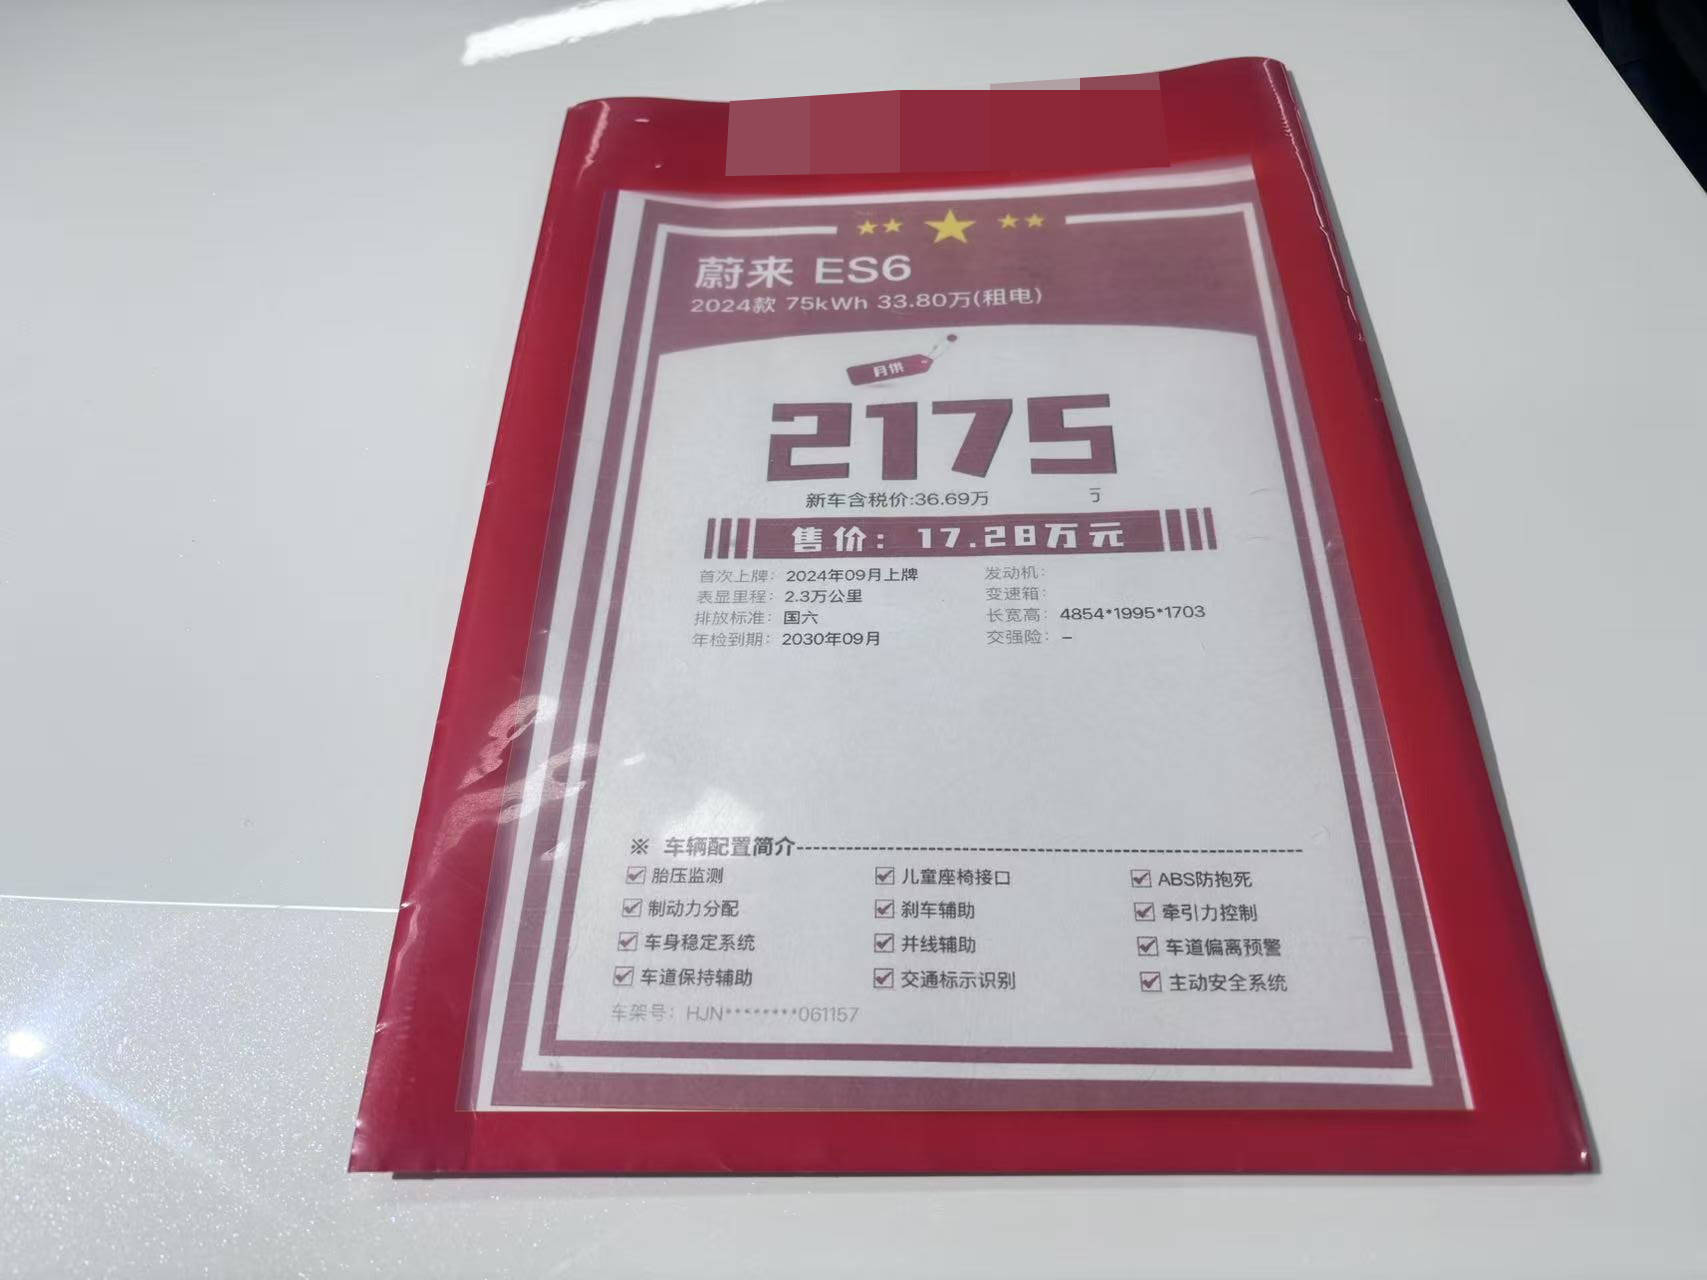 蔚来 ES6
2024款 75kWh 33.80万(租电)
月供
2175
新车含税价:36.69万
售价：17.28万元
首次上牌：2024年09月上牌 发动机：
表显里程：2.3万公里 变速箱：
排放标准：国六 长宽高：4854*1995*1703
年检到期：2030年09月 交强险：–
※ 车辆配置简介
胎压监测 儿童座椅接口 ABS防抱死
制动力分配 刹车辅助 牵引力控制
车身稳定系统 并线辅助 车道偏离预警
车道保持辅助 交通标示识别 主动安全系统
车架号：HJN********061157